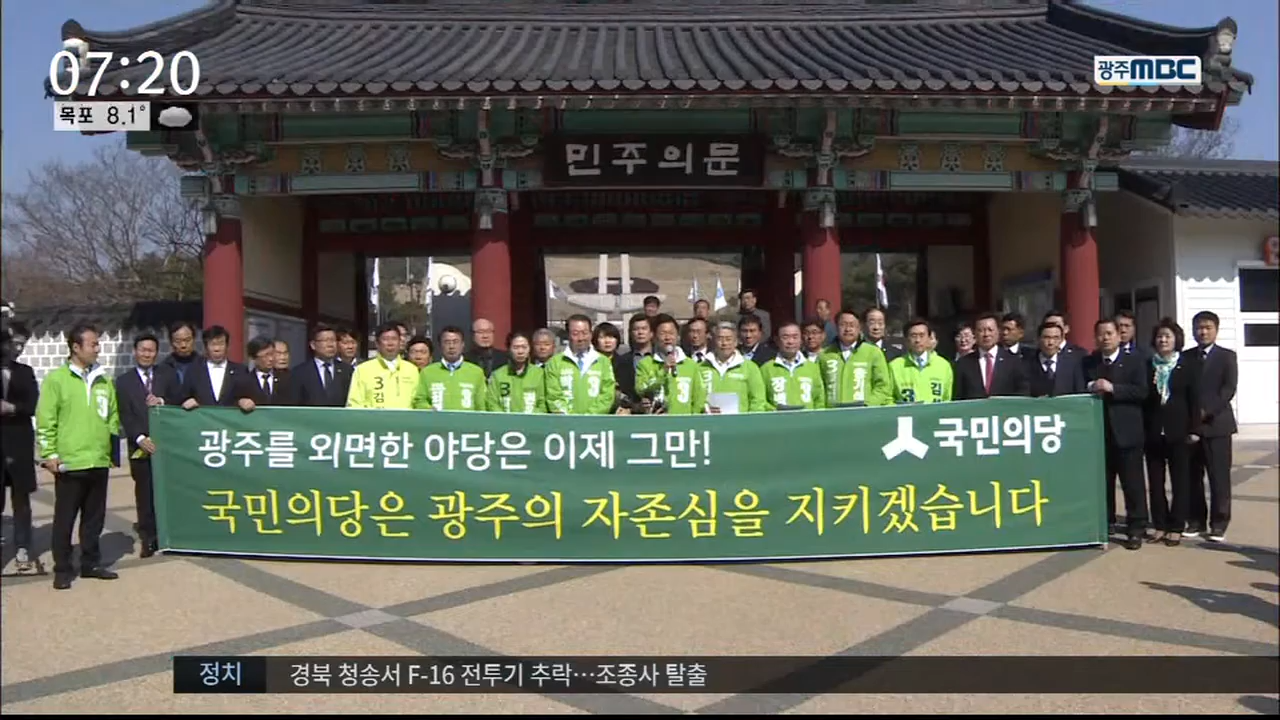 07:20
광주MBC
목포 8.1°
민주의문
광주를 외면한 야당은 이제 그만!
국민의당
국민의당은 광주의 자존심을 지키겠습니다
정치 경북 청송서 F-16 전투기 추락…조종사 탈출